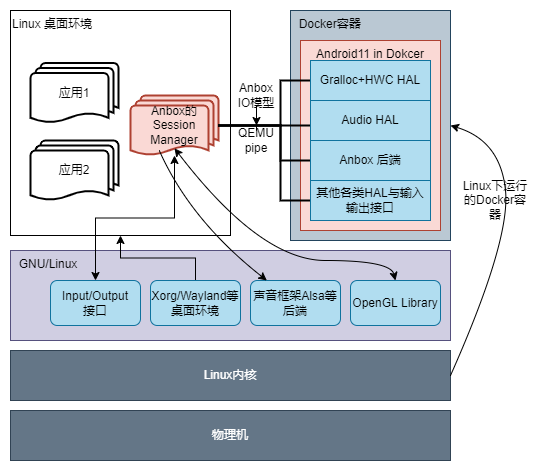 Linux 桌面环境
应用1
应用2
Anbox的
Session
Manager
Anbox
IO模型
QEMU
pipe
Docker容器
Android11 in Dokcer
Gralloc+HWC HAL
Audio HAL
Anbox 后端
其他各类HAL与输入
输出接口
Linux下运行
的Docker容
器
GNU/Linux
Input/Output
接口
Xorg/Wayland等
桌面环境
声音框架Alsa等
后端
OpenGL Library
Linux内核
物理机